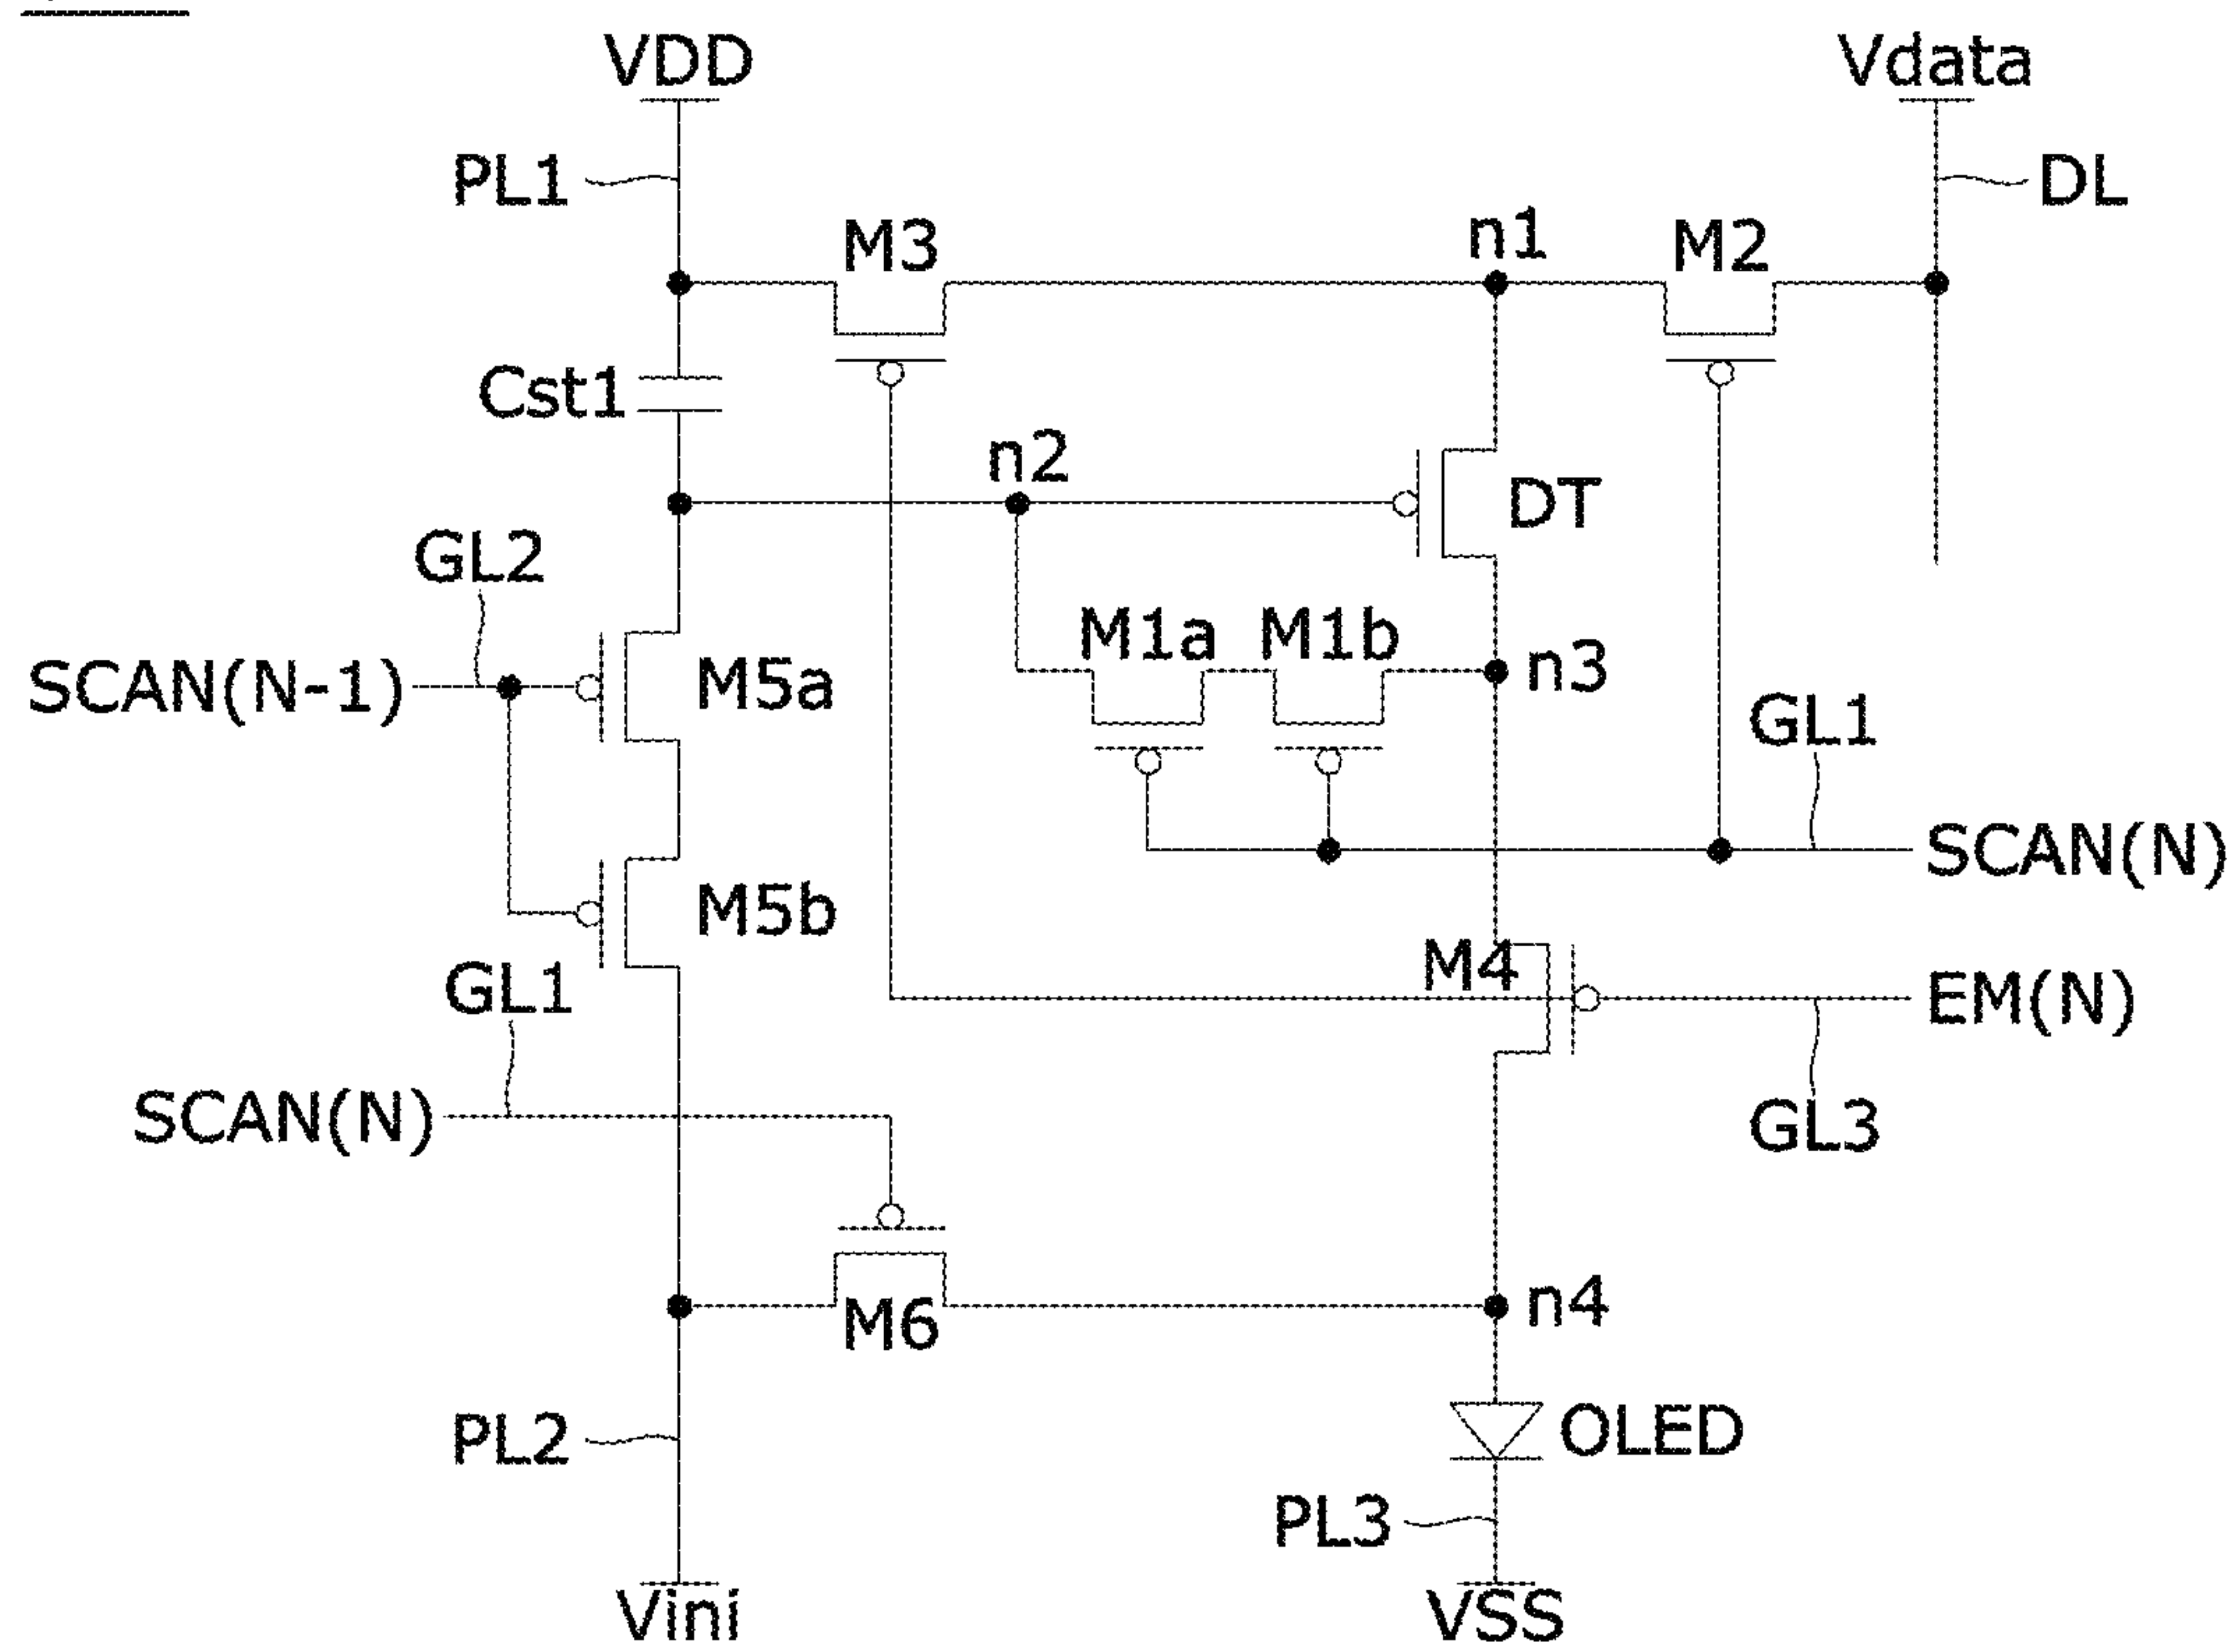 VDD
Vdata
PL1
DL
M3
n1
M2
Cst1
n2
DT
GL2
M1a
M1b
n3
SCAN(N-1)
M5a
GL1
SCAN(N)
M5b
M4
GL1
EM(N)
SCAN(N)
GL3
n4
M6
PL2
OLED
PL3
Vini
VSS